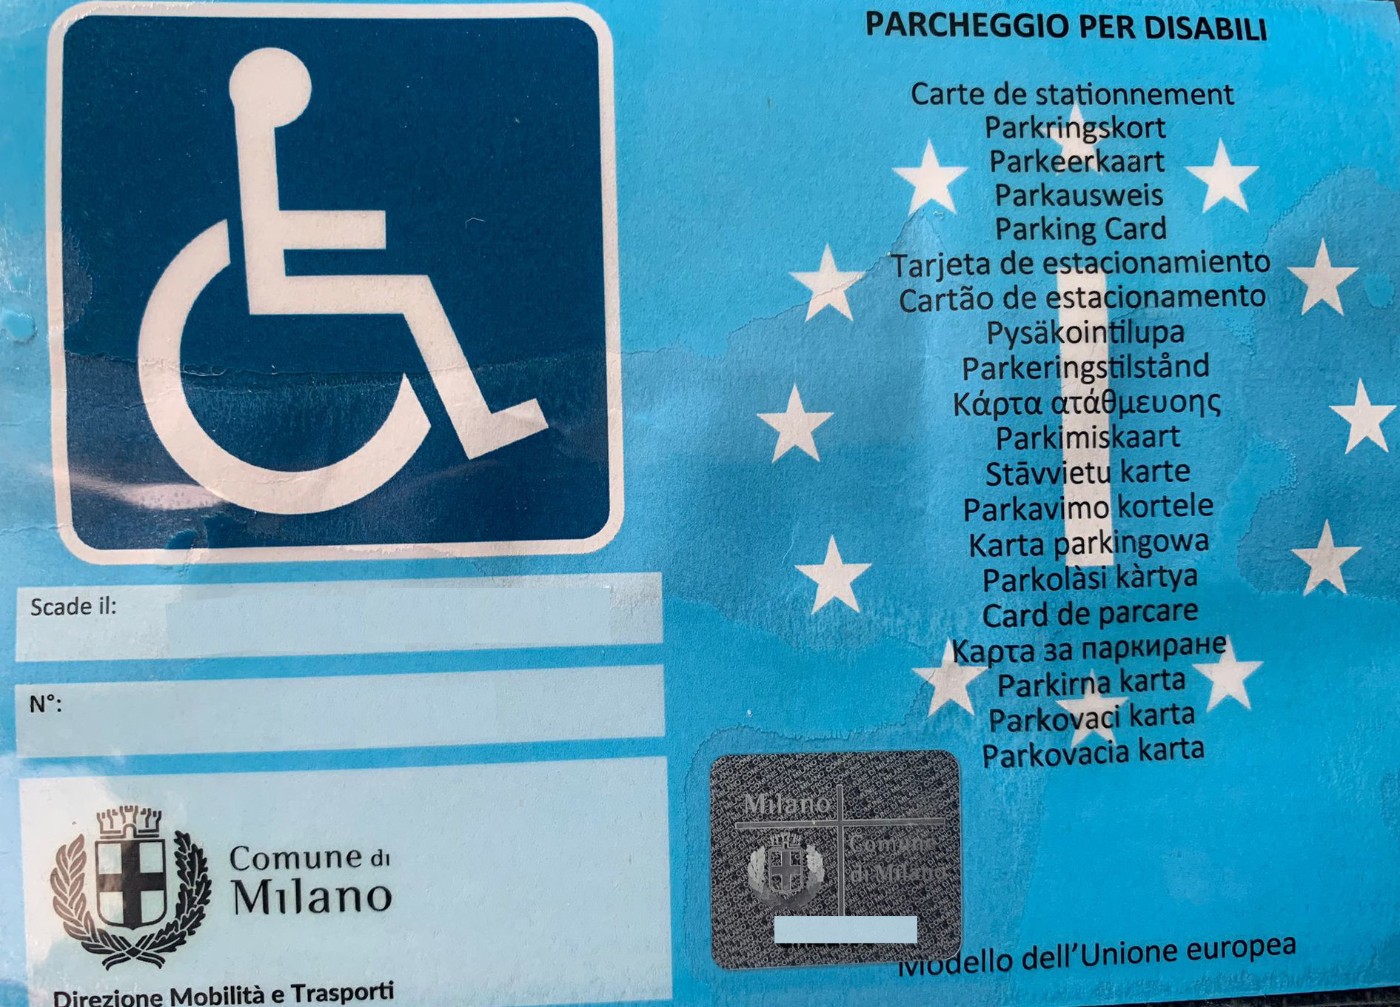 PARCHEGGIO PER DISABILI
Carte de stationnement
Parkringskort
Parkeerkaart
Parkausweis
Parking Card
Tarjeta de estacionamiento
Cartão de estacionamento
Pysäkointilupa
Parkeringstilstånd
Κάρτα ατάθμευοης
Parkimiskaart
Stāvvietu karte
Parkavimo kortele
Karta parkingowa
Parkolàsi kàrtya
Card de parcare
Карта за паркиране
Parkirna karta
Parkovaci karta
Parkovacia karta
I
Scade il:
N°:
Comune di
Milano
Direzione Mobilità e Trasporti
Milano
Comune
di Milano
Modello dell'Unione europea